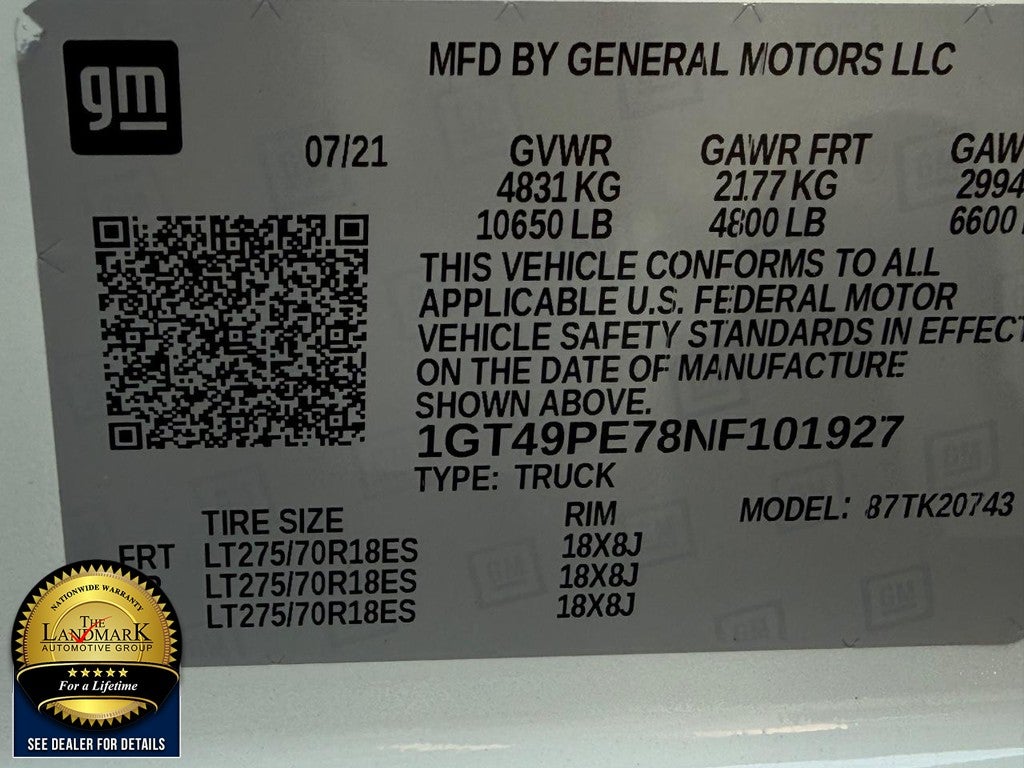 gm
MFD BY GENERAL MOTORS LLC
07/21 GVWR GAWR FRT GAW
4831 KG 2177 KG 2994
10650 LB 4800 LB 6600
THIS VEHICLE CONFORMS TO ALL
APPLICABLE U.S. FEDERAL MOTOR
VEHICLE SAFETY STANDARDS IN EFFECT
ON THE DATE OF MANUFACTURE
SHOWN ABOVE.
1GT49PE78NF101927
TYPE: TRUCK
MODEL: 87TK20743
TIRE SIZE RIM
FRT LT275/70R18ES 18X8J
LT275/70R18ES 18X8J
LT275/70R18ES 18X8J
NATIONWIDE WARRANTY
THE
LANDMARK
AUTOMOTIVE GROUP
For a Lifetime
SEE DEALER FOR DETAILS